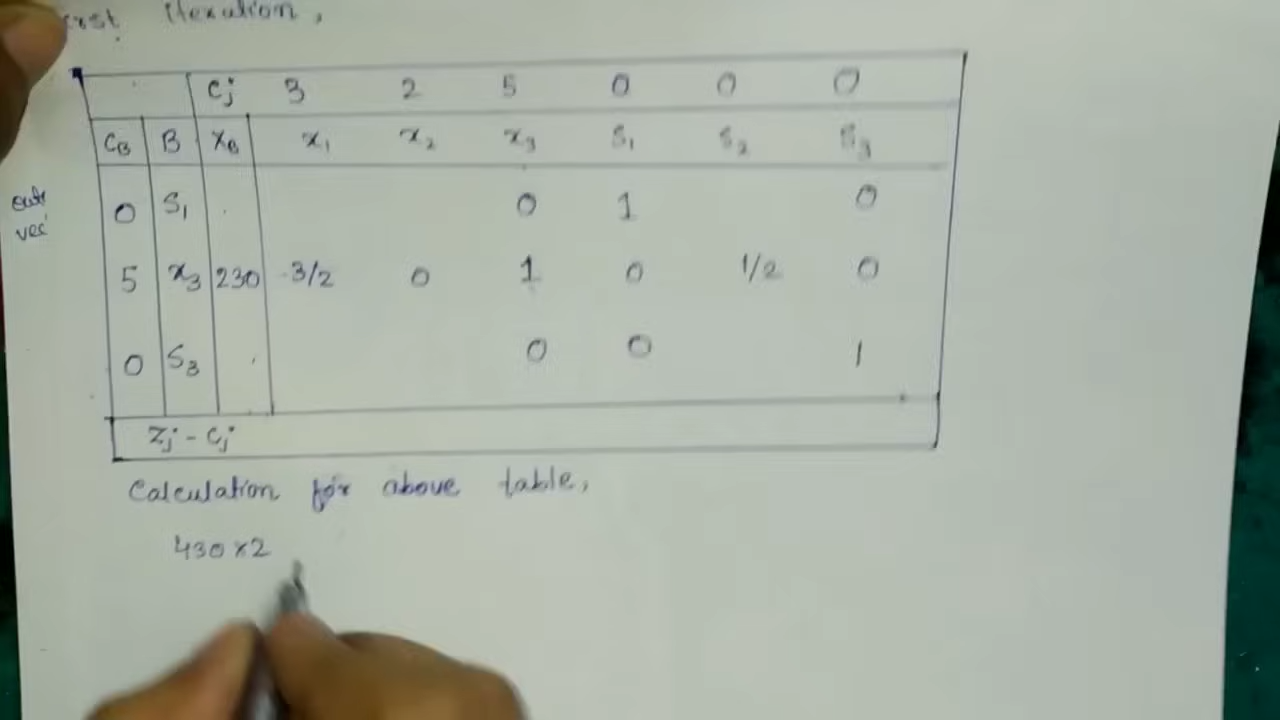 iteration,
Cj 3 2 5 0 0 0
CB B XB x1 x2 x3 S1 S2 S3
0 S1 0 1 0
5 x3 230 3/2 0 1 0 1/2 0
0 S3 0 0 1
Zj - Cj
Calculation for above table,
430 x 2